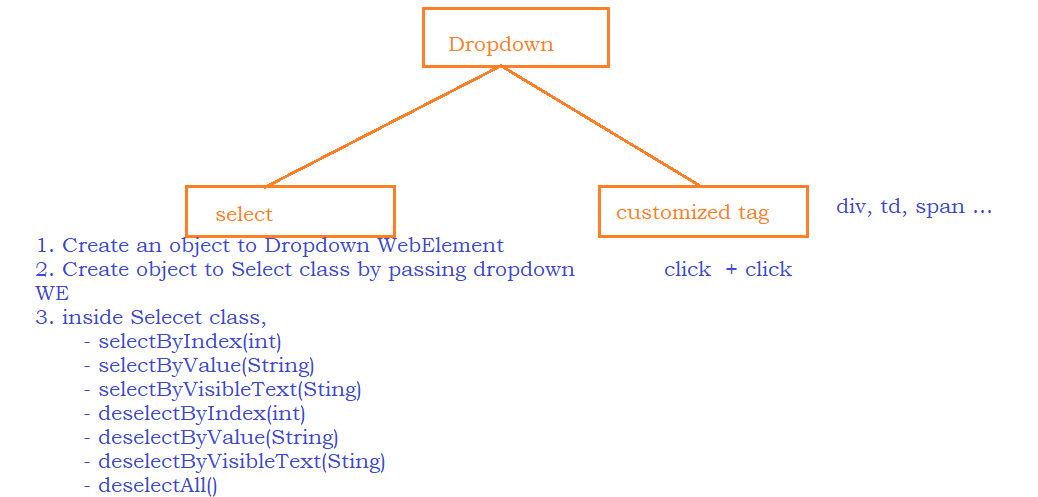 Dropdown
select
customized tag
div, td, span ...
1. Create an object to Dropdown WebElement
2. Create object to Select class by passing dropdown
WE
click + click
3. inside Selecet class,
- selectByIndex(int)
- selectByValue(String)
- selectByVisibleText(Sting)
- deselectByIndex(int)
- deselectByValue(String)
- deselectByVisibleText(Sting)
- deselectAll()